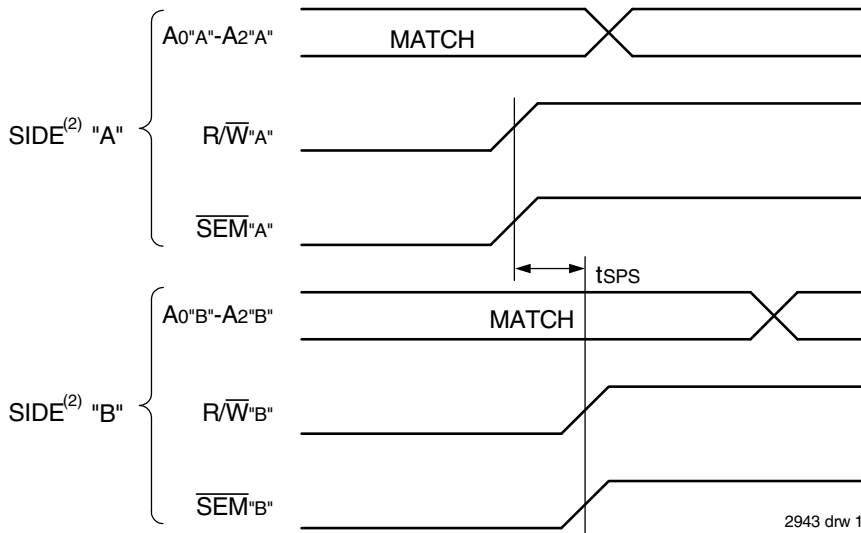 A0"A"-A2"A"
MATCH
SIDE(2) "A"
R/W"A"
SEM"A"
tSPS
A0"B"-A2"B"
MATCH
SIDE(2) "B"
R/W"B"
SEM"B"
2943 drw 1